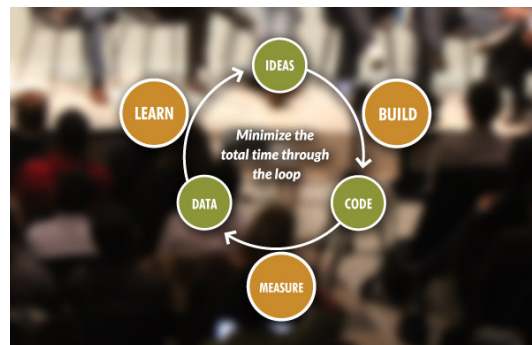 IDEAS
LEARN
BUILD
Minimize the
total time through
the loop
DATA
CODE
MEASURE